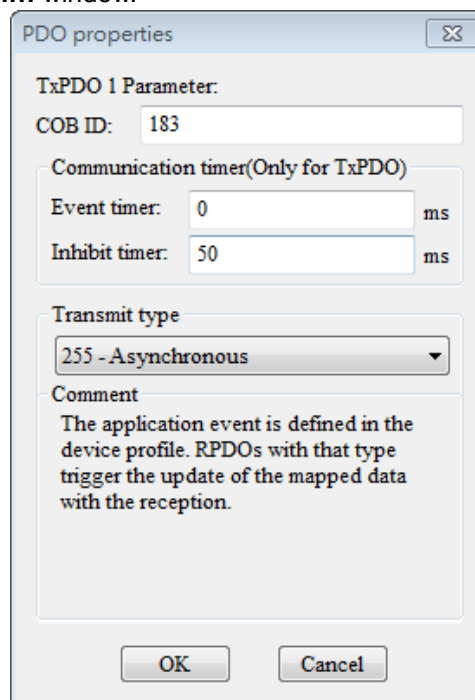 window.
PDO properties
TxPDO 1 Parameter:
COB ID: 183
Communication timer(Only for TxPDO)
Event timer: 0 ms
Inhibit timer: 50 ms
Transmit type
255 - Asynchronous
Comment
The application event is defined in the
device profile. RPDOs with that type
trigger the update of the mapped data
with the reception.
OK Cancel